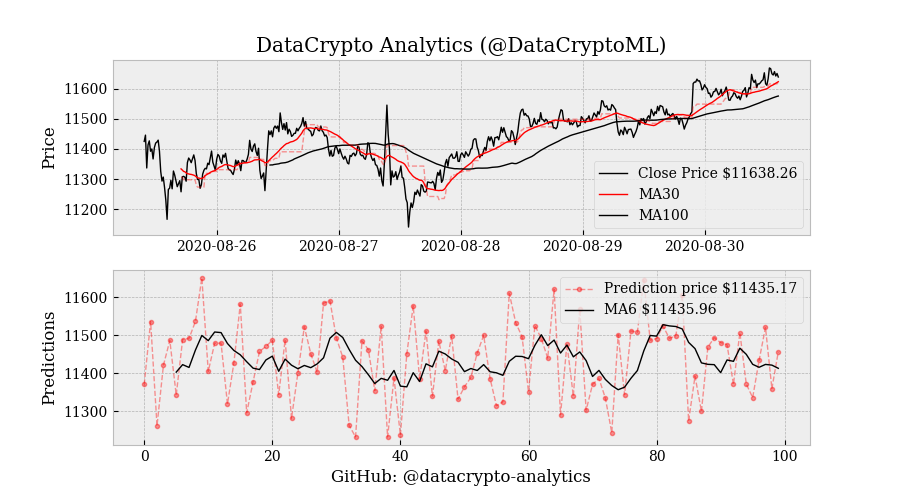 DataCrypto Analytics (@DataCryptoML)
Price
11600
11500
11400
11300
11200
Close Price $11638.26
MA30
MA100
2020-08-26 2020-08-27 2020-08-28 2020-08-29 2020-08-30
Predictions
11600
11500
11400
11300
Prediction price $11435.17
MA6 $11435.96
0 20 40 60 80 100
GitHub: @datacrypto-analytics